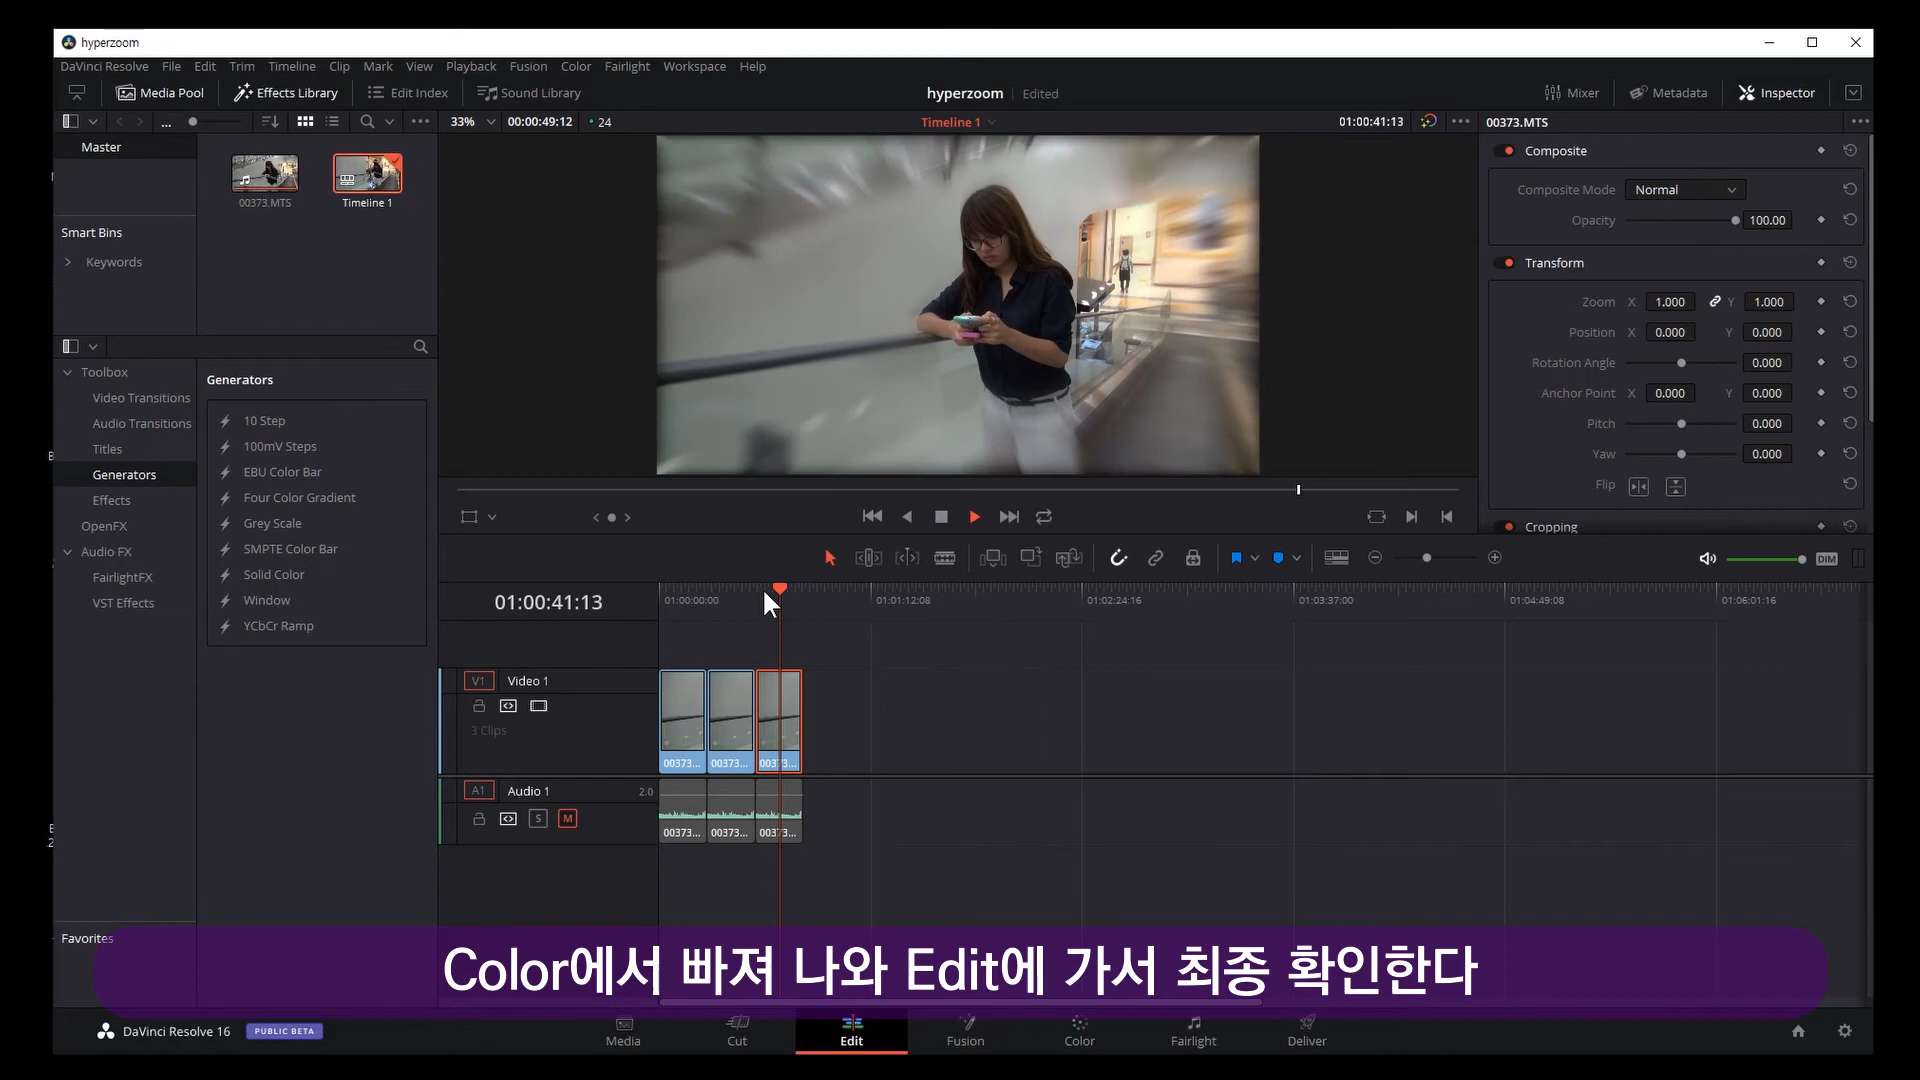 hyperzoom
DaVinci Resolve File Edit Trim Timeline Clip Mark View Playback Fusion Color Fairlight Workspace Help
Media Pool Effects Library Edit Index Sound Library hyperzoom Edited Mixer Metadata Inspector
... 33% 00:00:49:12 24 Timeline 1 01:00:41:13 00373.MTS
Master
00373.MTS Timeline 1
Smart Bins
Keywords
Composite
Composite Mode Normal
Opacity 100.00
Transform
Zoom X 1.000 Y 1.000
Position X 0.000 Y 0.000
Rotation Angle 0.000
Anchor Point X 0.000 Y 0.000
Pitch 0.000
Yaw 0.000
Flip
Cropping
Toolbox
Video Transitions
Audio Transitions
Titles
Generators
Effects
OpenFX
Audio FX
FairlightFX
VST Effects
Generators
10 Step
100mV Steps
EBU Color Bar
Four Color Gradient
Grey Scale
SMPTE Color Bar
Solid Color
Window
YCbCr Ramp
DIM
01:00:41:13
01:00:00:00 01:01:12:08 01:02:24:16 01:03:37:00 01:04:49:08 01:06:01:16
V1 Video 1
3 Clips
00373... 00373... 00373...
A1 Audio 1 2.0
S M
00373... 00373... 00373...
Favorites
Color에서 빠져 나와 Edit에 가서 최종 확인한다
DaVinci Resolve 16 PUBLIC BETA
Media Cut Edit Fusion Color Fairlight Deliver